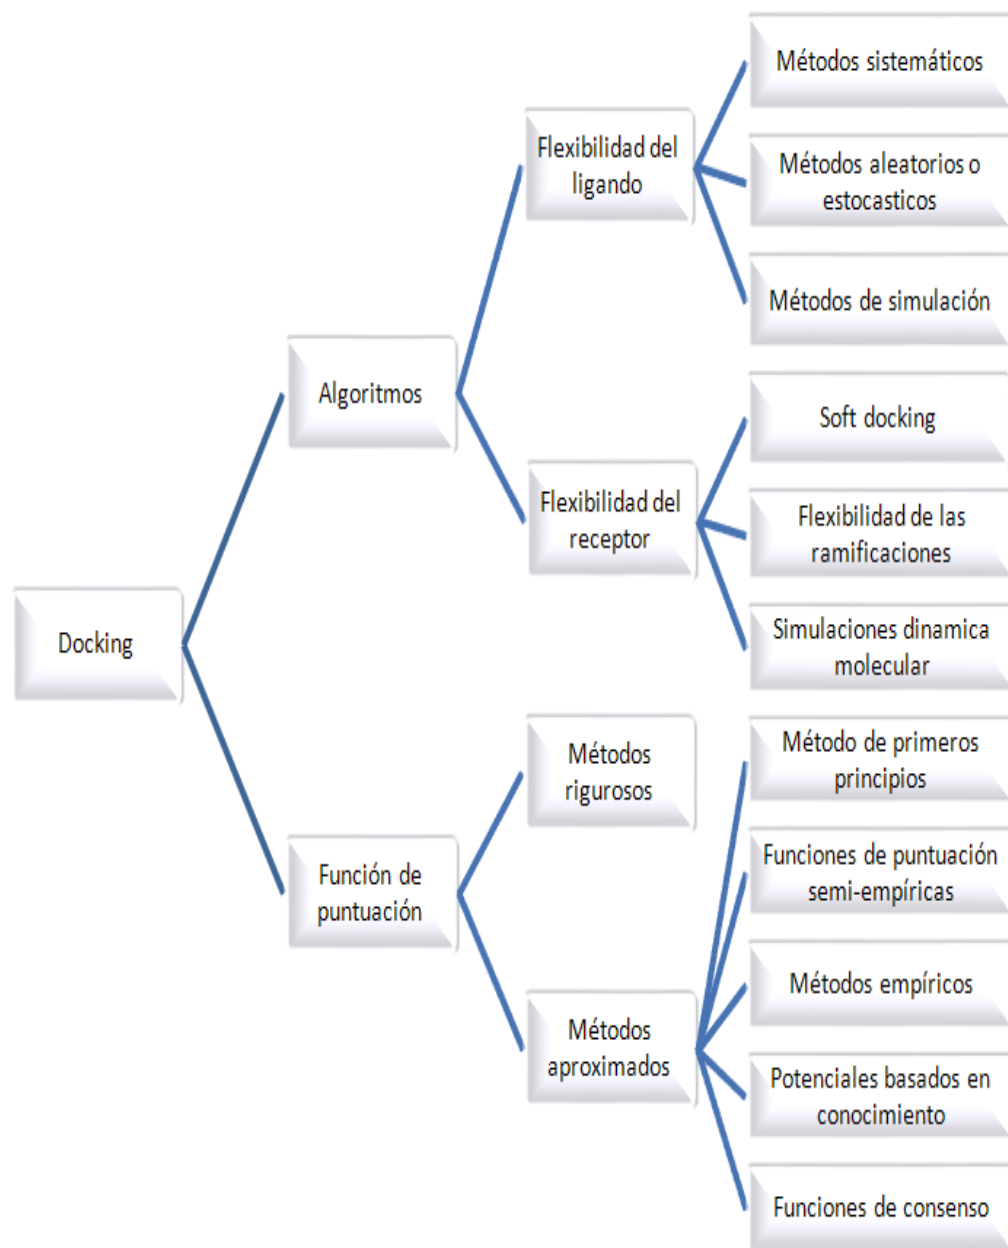 Docking
Algoritmos
Flexibilidad del
ligando
Métodos sistemáticos
Métodos aleatorios o
estocasticos
Métodos de simulación
Flexibilidad del
receptor
Soft docking
Flexibilidad de las
ramificaciones
Simulaciones dinamica
molecular
Función de
puntuación
Métodos
rigurosos
Métodos
aproximados
Método de primeros
principios
Funciones de puntuación
semi-empíricas
Métodos empíricos
Potenciales basados en
conocimiento
Funciones de consenso